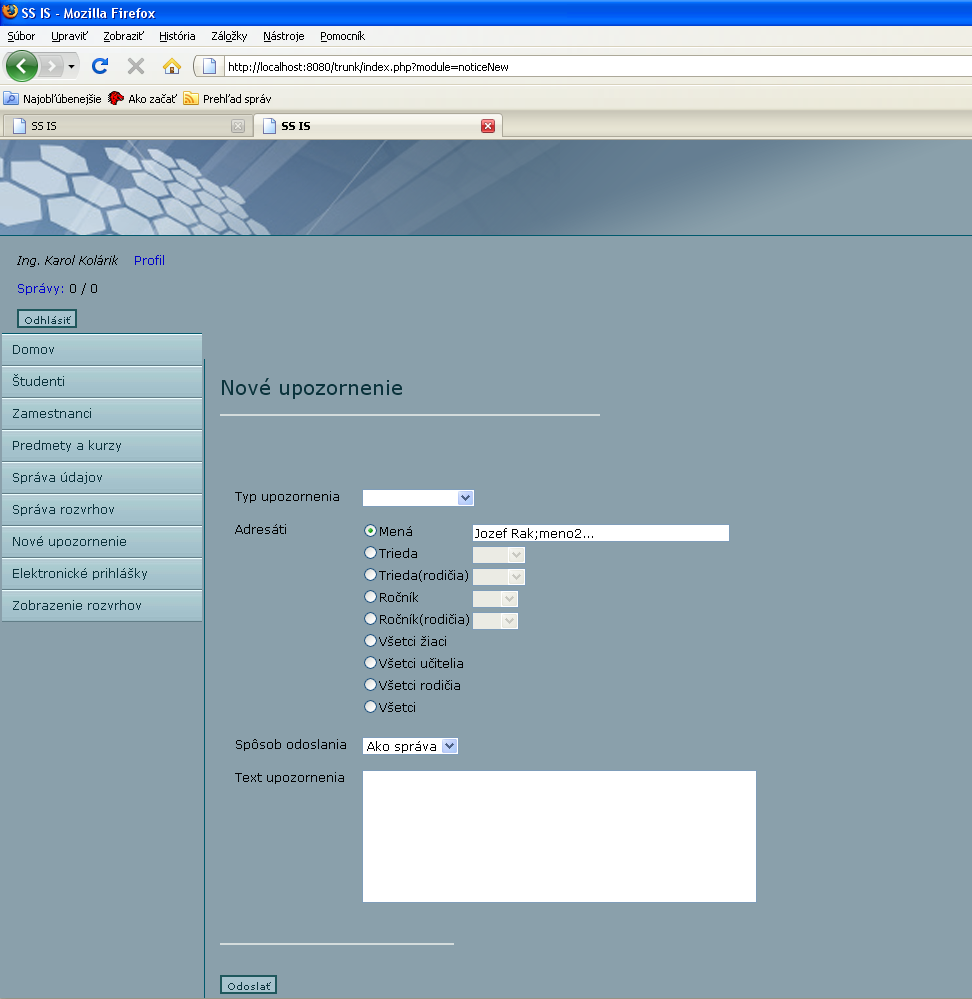 SS IS - Mozilla Firefox
Súbor Upraviť Zobraziť História Záložky Nástroje Pomocník
http://localhost:8080/trunk/index.php?module=noticeNew
Najobľúbenejšie Ako začať Prehľad správ
SS IS SS IS
Ing. Karol Kolárik Profil
Správy: 0 / 0
Odhlásiť
Domov
Študenti
Zamestnanci
Predmety a kurzy
Správa údajov
Správa rozvrhov
Nové upozornenie
Elektronické prihlášky
Zobrazenie rozvrhov
Nové upozornenie
Typ upozornenia
Adresáti
Mená Jozef Rak;meno2...
Trieda
Trieda(rodičia)
Ročník
Ročník(rodičia)
Všetci žiaci
Všetci učitelia
Všetci rodičia
Všetci
Spôsob odoslania Ako správa
Text upozornenia
Odoslať